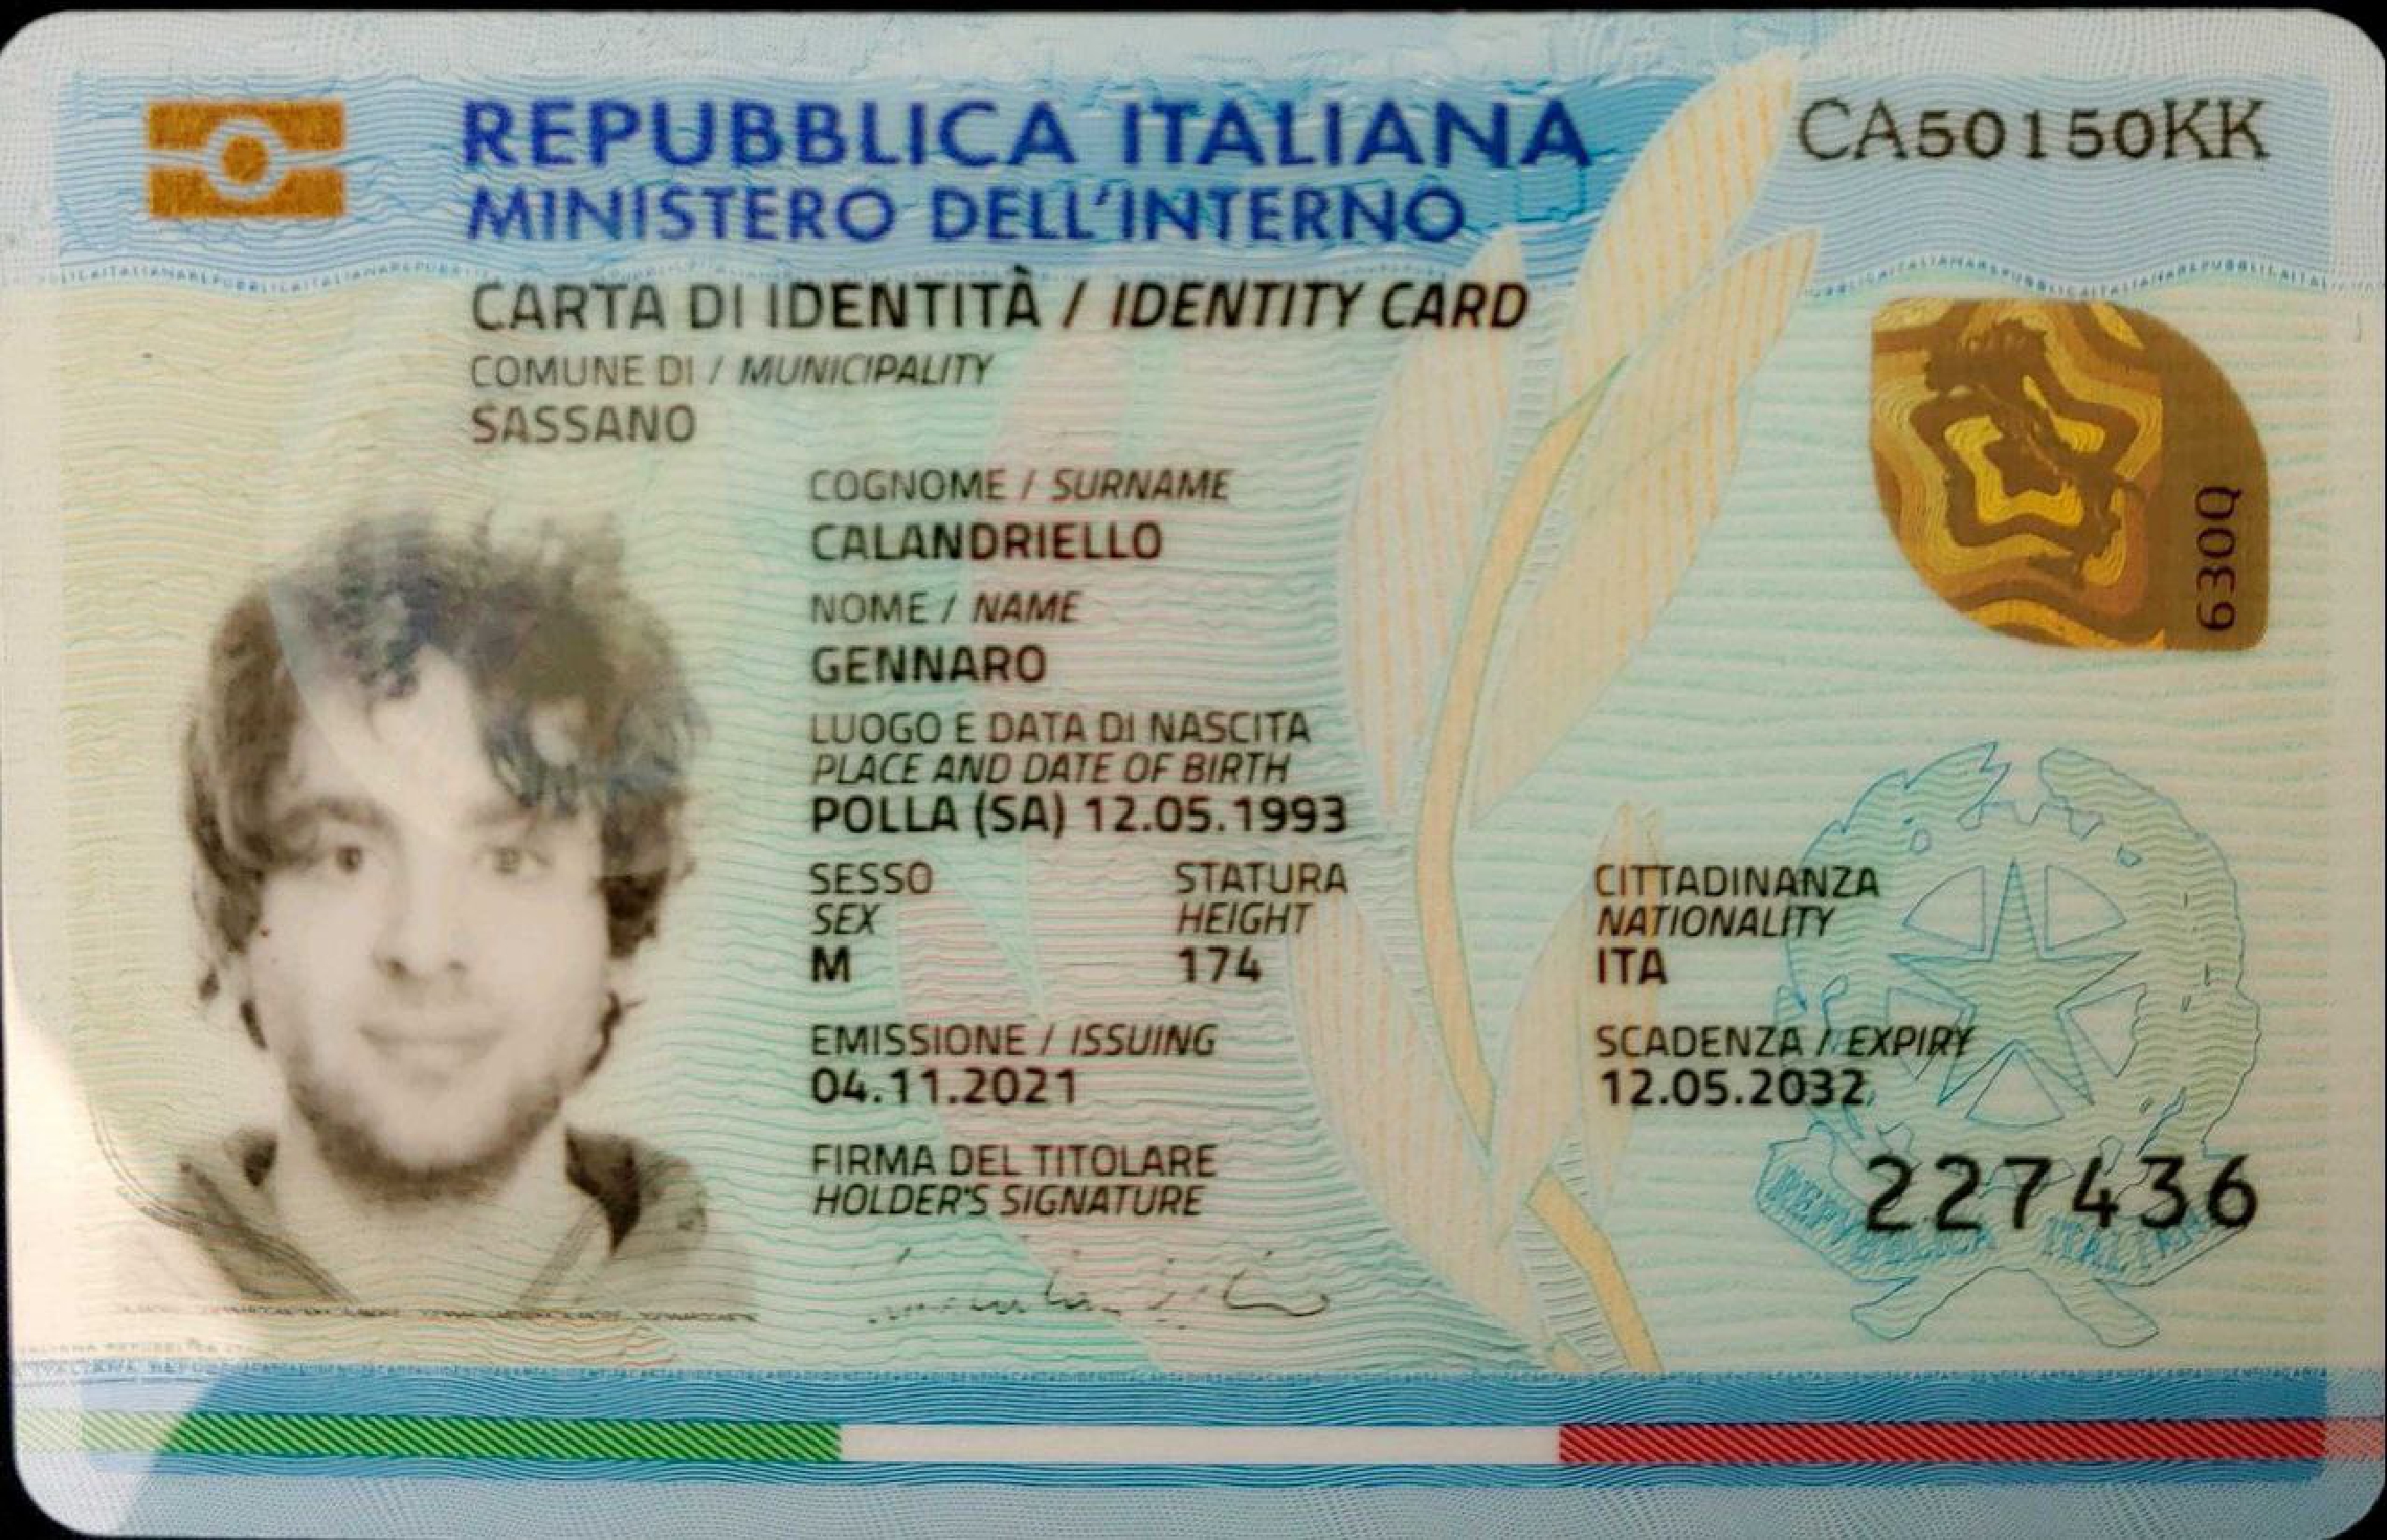 REPUBBLICA ITALIANA
CA50150KK
MINISTERO DELL'INTERNO
CARTA DI IDENTITÀ / IDENTITY CARD
COMUNE DI / MUNICIPALITY
SASSANO
COGNOME / SURNAME
CALANDRIELLO
630Q
NOME / NAME
GENNARO
LUOGO E DATA DI NASCITA
PLACE AND DATE OF BIRTH
POLLA (SA) 12.05.1993
SESSO STATURA CITTADINANZA
SEX HEIGHT NATIONALITY
M 174 ITA
EMISSIONE / ISSUING SCADENZA / EXPIRY
04.11.2021 12.05.2032
FIRMA DEL TITOLARE
HOLDER'S SIGNATURE
227436